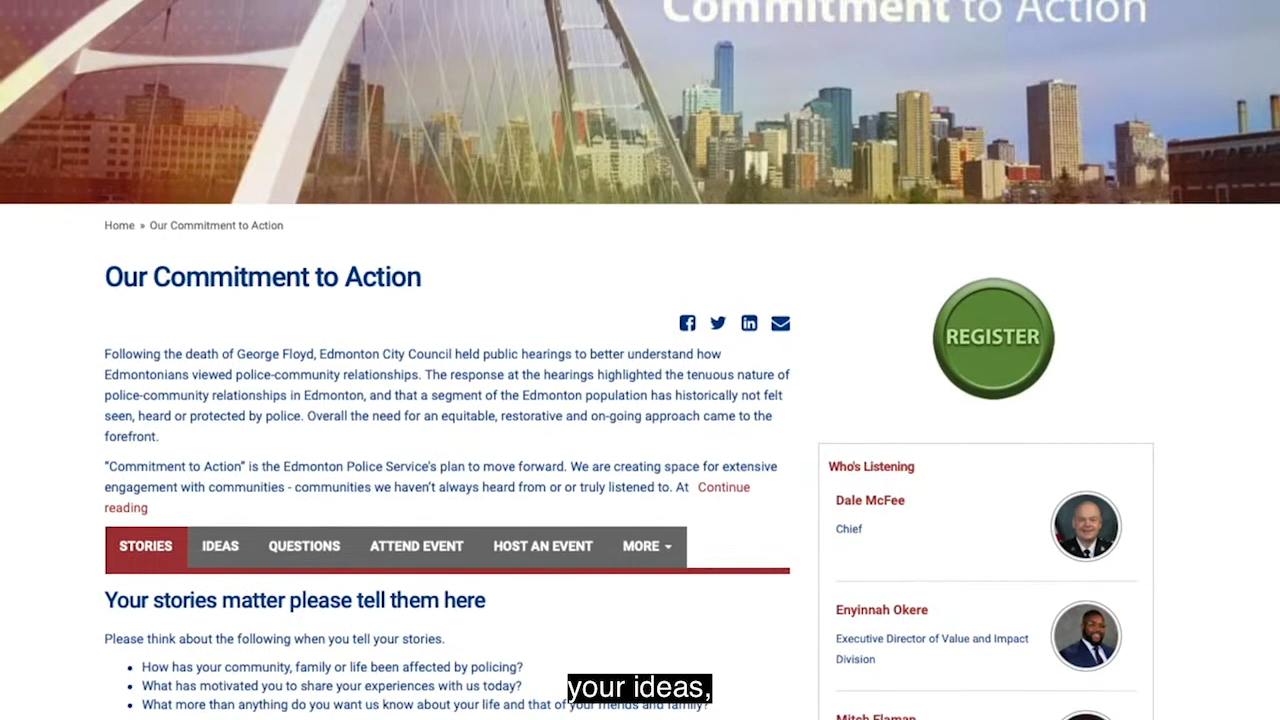 Commitment to Action
Home » Our Commitment to Action
Our Commitment to Action
REGISTER
Following the death of George Floyd, Edmonton City Council held public hearings to better understand how
Edmontonians viewed police-community relationships. The response at the hearings highlighted the tenuous nature of
police-community relationships in Edmonton, and that a segment of the Edmonton population has historically not felt
seen, heard or protected by police. Overall the need for an equitable, restorative and on-going approach came to the
forefront.
"Commitment to Action" is the Edmonton Police Service's plan to move forward. We are creating space for extensive
engagement with communities - communities we haven't always heard from or or truly listened to. At Continue
reading
STORIES IDEAS QUESTIONS ATTEND EVENT HOST AN EVENT MORE
Your stories matter please tell them here
Please think about the following when you tell your stories.
• How has your community, family or life been affected by policing?
• What has motivated you to share your experiences with us today?
• What more than anything do you want us know about your life and that of your friends and family?
Who's Listening
Dale McFee
Chief
Enyinnah Okere
Executive Director of Value and Impact
Division
Mitch Flaman
your ideas,